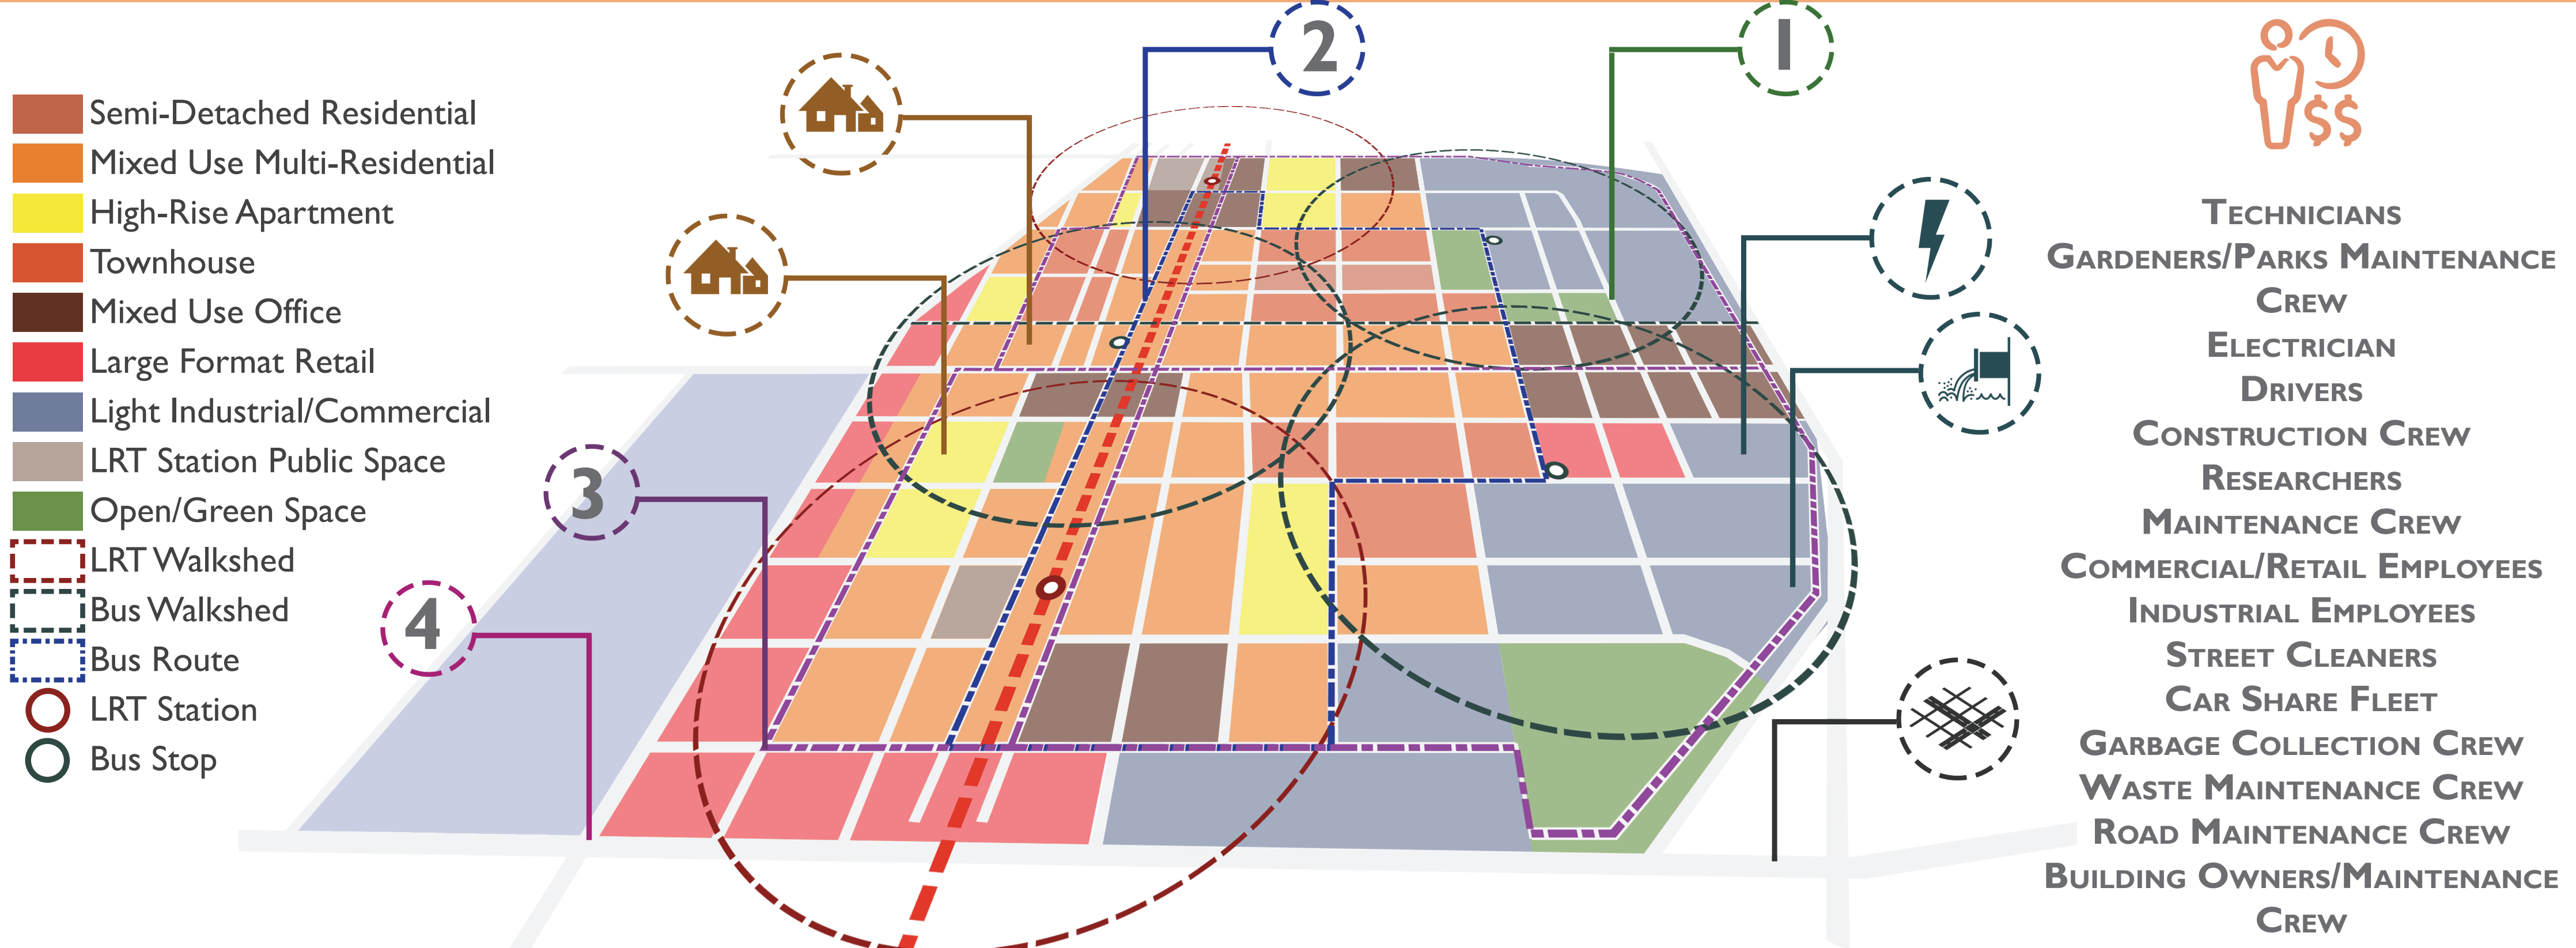 2
1
Semi-Detached Residential
Mixed Use Multi-Residential
High-Rise Apartment
Townhouse
Mixed Use Office
Large Format Retail
Light Industrial/Commercial
LRT Station Public Space
Open/Green Space
LRT Walkshed
Bus Walkshed
Bus Route
LRT Station
Bus Stop
3
4
$$
$$
Technicians
Gardeners/Parks Maintenance
Crew
Electrician
Drivers
Construction Crew
Researchers
Maintenance Crew
Commercial/Retail Employees
Industrial Employees
Street Cleaners
Car Share Fleet
Garbage Collection Crew
Waste Maintenance Crew
Road Maintenance Crew
Building Owners/Maintenance
Crew